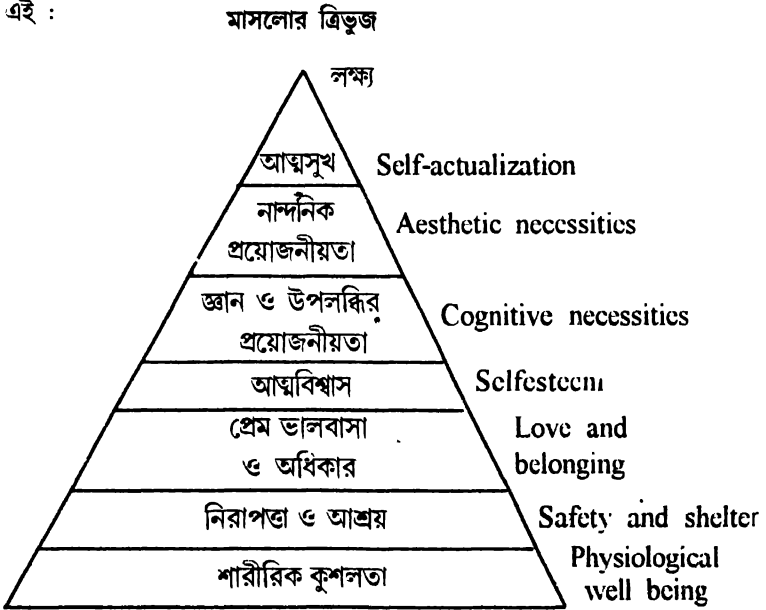 এই :
মাসলোর ত্রিভুজ
লক্ষ্য
আত্মসুখ Self-actualization
নান্দনিক
প্রয়োজনীয়তা
Aesthetic necessities
জ্ঞান ও উপলব্ধির
প্রয়োজনীয়তা
Cognitive necessities
আত্মবিশ্বাস Selfesteem
প্রেম ভালবাসা
ও অধিকার
Love and
belonging
নিরাপত্তা ও আশ্রয় Safety and shelter
শারীরিক কুশলতা
Physiological
well being